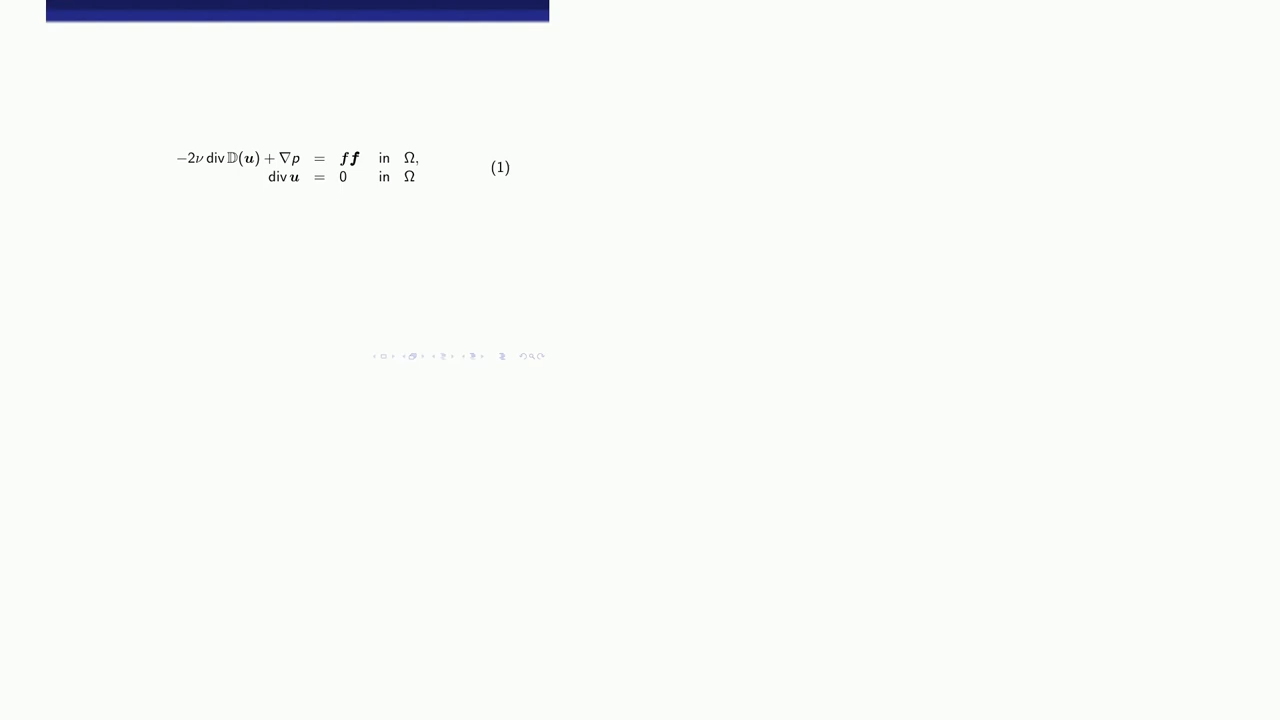 −2ν div 𝔻(𝒖) + ∇p = f𝒇 in Ω,
div 𝒖 = 0 in Ω
(1)